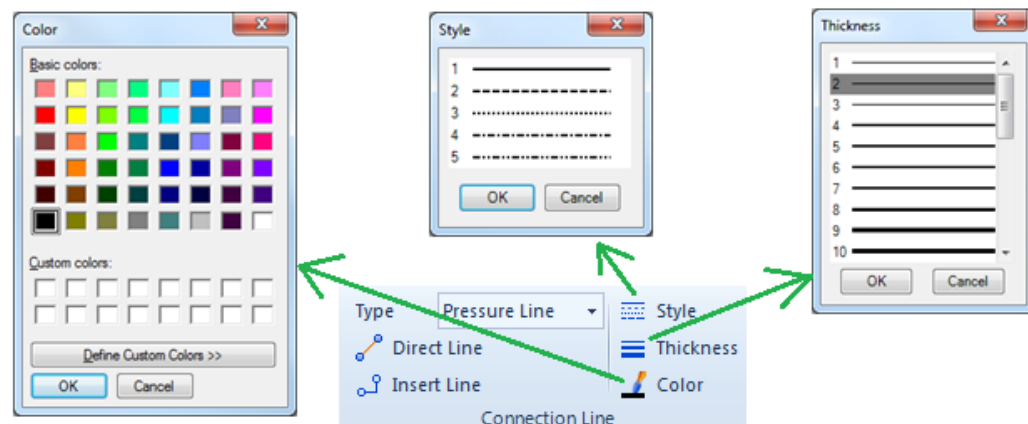 Color
Basic colors:
Custom colors:
Define Custom Colors >>
OK Cancel
Style
1
2
3
4
5
OK Cancel
Thickness
1
2
3
4
5
6
7
8
9
10
OK Cancel
Type Pressure Line Style
Direct Line Thickness
Insert Line Color
Connection Line